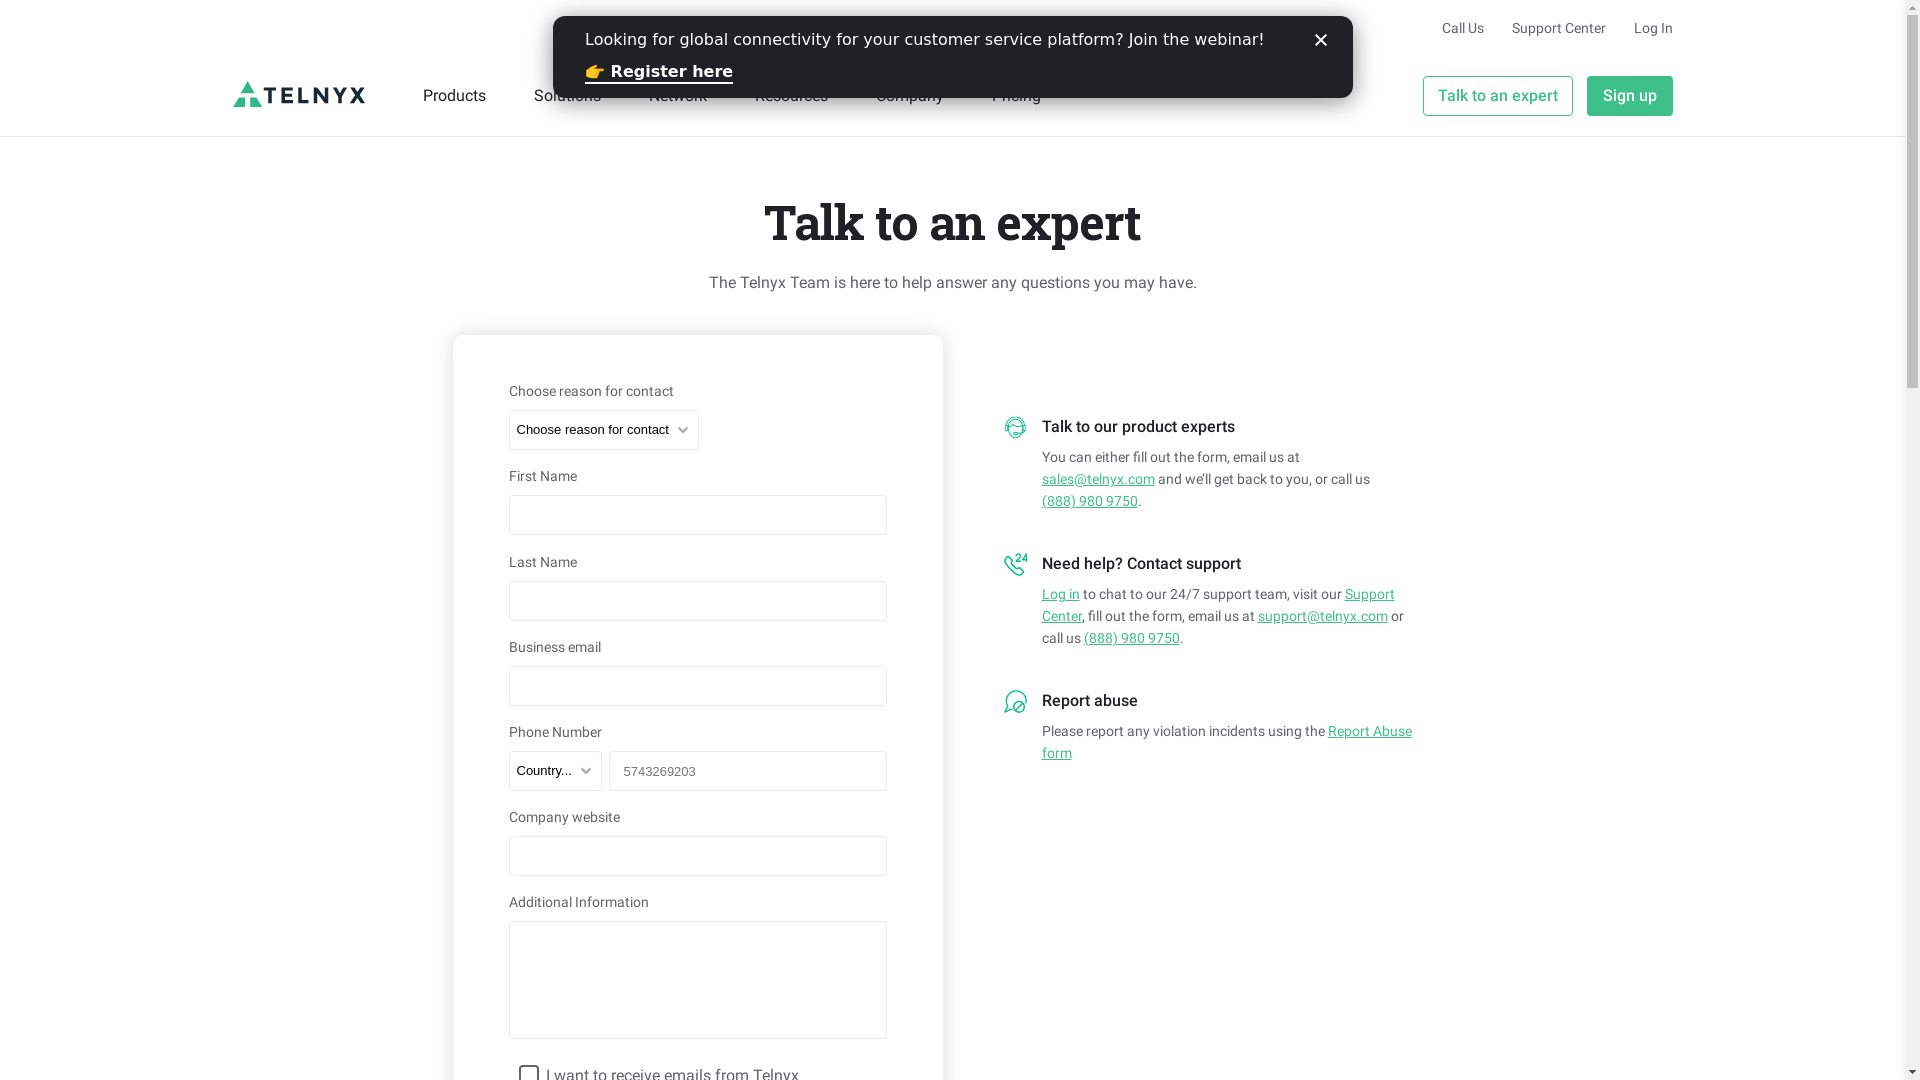 Call Us
Support Center
Log In
Looking for global connectivity for your customer service platform? Join the webinar!
👉 Register here
TELNYX
Products
Solutions
Network
Resources
Company
Pricing
Talk to an expert
Sign up
Talk to an expert
The Telnyx Team is here to help answer any questions you may have.
Choose reason for contact
Choose reason for contact
First Name
Last Name
Business email
Phone Number
Country...
5743269203
Company website
Additional Information
I want to receive emails from Telnyx
Talk to our product experts
You can either fill out the form, email us at
sales@telnyx.com and we’ll get back to you, or call us
(888) 980 9750.
24
Need help? Contact support
Log in to chat to our 24/7 support team, visit our Support
Center, fill out the form, email us at support@telnyx.com or
call us (888) 980 9750.
Report abuse
Please report any violation incidents using the Report Abuse
form